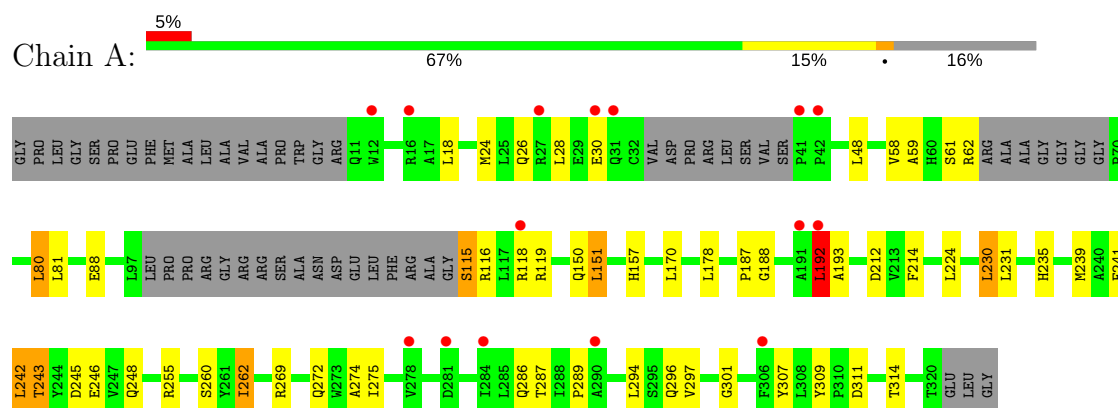 5%
Chain A:
67% 15% • 16%
GLY PRO LEU GLY SER PRO GLU PHE MET ALA LEU ALA VAL ALA PRO TRP GLY ARG Q11 W12 R16 A17 L18 M24 L25 Q26 R27 L28 E29 E30 Q31 C32 VAL ASP PRO ARG LEU SER VAL SER P41 P42 L48 V58 A59 H60 S61 R62 ARG ALA ALA GLY GLY GLY GLY
L80 L81 E88 L97 LEU PRO PRO ARG GLY ARG ARG SER ALA ASN ASP GLU LEU PHE ARG ALA GLY S115 R116 L117 R118 R119 Q150 L151 H157 L170 L178 P187 G188 A191 L192 A193 D212 V213 F214 L224 L230 L231 H235 M239 A240
L242 T243 Y244 D245 E246 V247 Q248 R255 S260 Y261 I262 R269 Q272 W273 A274 I275 V278 D281 I284 L285 Q286 T287 I288 P289 A290 L294 S295 Q296 V297 G301 F306 Y307 L308 Y309 P310 D311 T314 T320 GLU LEU GLY